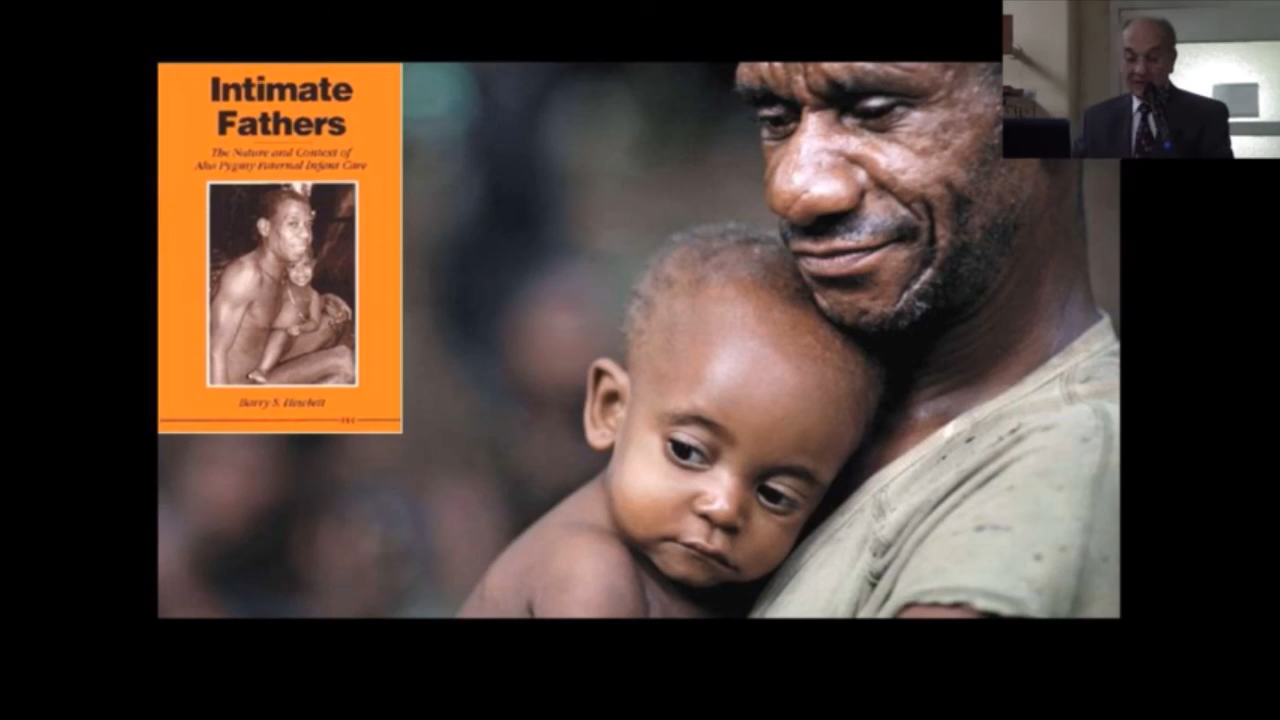 Intimate
Fathers
The Nature and Context of
Aka Pygmy Paternal Infant Care
Barry S. Hewlett